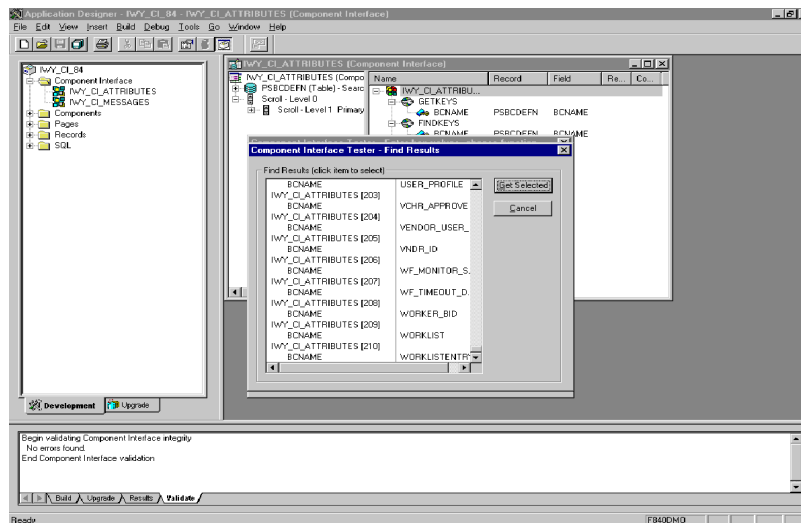 Application Designer - IWY_CI_84 - IWY_CI_ATTRIBUTES (Component Interface)
File Edit View Insert Build Debug Tools Go Window Help
IWY_CI_84
Component Interface
IWY_CI_ATTRIBUTES
IWY_CI_MESSAGES
Components
Pages
Records
SQL
Development Upgrade
IWY_CI_ATTRIBUTES (Component Interface)
IWY_CI_ATTRIBUTES (Compo
PSBCDEFN (Table) - Searc
Scroll - Level 0
Scroll - Level 1 Primary
Name Record Field Re... Co...
IWY_CI_ATTRIBU...
GETKEYS
BCNAME PSBCDEFN BCNAME
FINDKEYS
BCNAME PSBCDEFN BCNAME
Component Interface Tester - Find Results
Find Results (click item to select)
BCNAME USER_PROFILE
IWY_CI_ATTRIBUTES [203]
BCNAME VCHR_APPROVE
IWY_CI_ATTRIBUTES [204]
BCNAME VENDOR_USER_
IWY_CI_ATTRIBUTES [205]
BCNAME VNDR_ID
IWY_CI_ATTRIBUTES [206]
BCNAME WF_MONITOR_S.
IWY_CI_ATTRIBUTES [207]
BCNAME WF_TIMEOUT_D.
IWY_CI_ATTRIBUTES [208]
BCNAME WORKER_BID
IWY_CI_ATTRIBUTES [209]
BCNAME WORKLIST
IWY_CI_ATTRIBUTES [210]
BCNAME WORKLISTENTRY
Get Selected
Cancel
Begin validating Component Interface integrity
No errors found.
End Component Interface validation
Build Upgrade Results Validate
Ready F840DMO